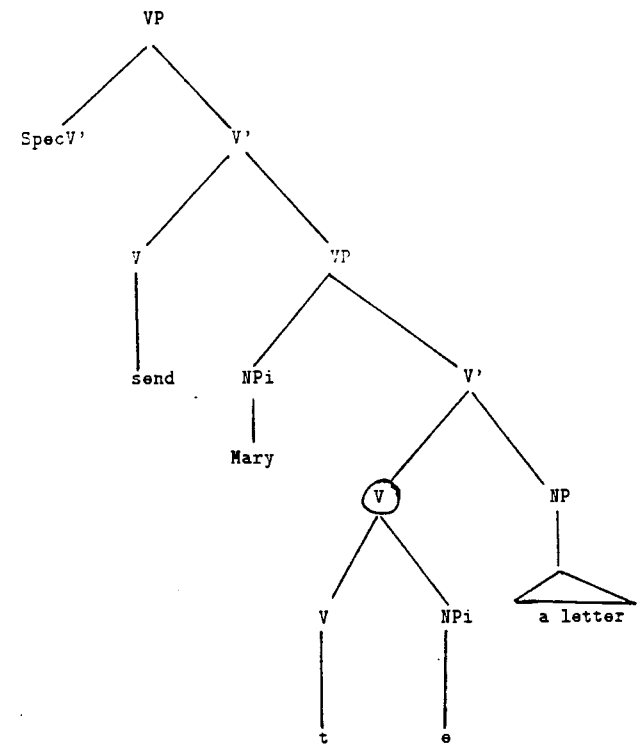 VP
SpecV' V'
V VP
send NPi V'
Mary
V NP
V NPi a letter
t e